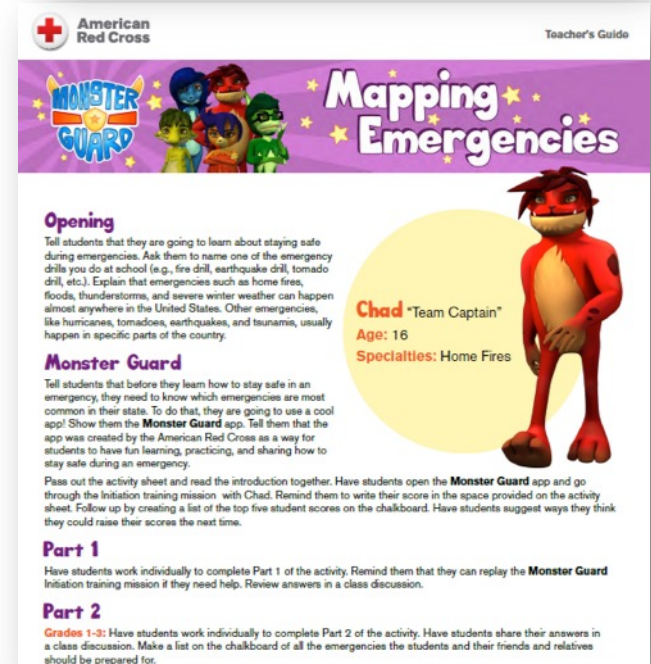 American
Red Cross
Teacher's Guide
MONSTER
GUARD
Mapping
Emergencies
Opening
Tell students that they are going to learn about staying safe
during emergencies. Ask them to name one of the emergency
drills you do at school (e.g., fire drill, earthquake drill, tornado
drill, etc.). Explain that emergencies such as home fires,
floods, thunderstorms, and severe winter weather can happen
almost anywhere in the United States. Other emergencies,
like hurricanes, tornadoes, earthquakes, and tsunamis, usually
happen in specific parts of the country.
Chad "Team Captain"
Age: 16
Specialties: Home Fires
Monster Guard
Tell students that before they learn how to stay safe in an
emergency, they need to know which emergencies are most
common in their state. To do that, they are going to use a cool
app! Show them the Monster Guard app. Tell them that the
app was created by the American Red Cross as a way for
students to have fun learning, practicing, and sharing how to
stay safe during an emergency.
Pass out the activity sheet and read the introduction together. Have students open the Monster Guard app and go
through the Initiation training mission with Chad. Remind them to write their score in the space provided on the activity
sheet. Follow up by creating a list of the top five student scores on the chalkboard. Have students suggest ways they think
they could raise their scores the next time.
Part 1
Have students work individually to complete Part 1 of the activity. Remind them that they can replay the Monster Guard
Initiation training mission if they need help. Review answers in a class discussion.
Part 2
Grades 1-3: Have students work individually to complete Part 2 of the activity. Have students share their answers in
a class discussion. Make a list on the chalkboard of all the emergencies the students and their friends and relatives
should be prepared for.